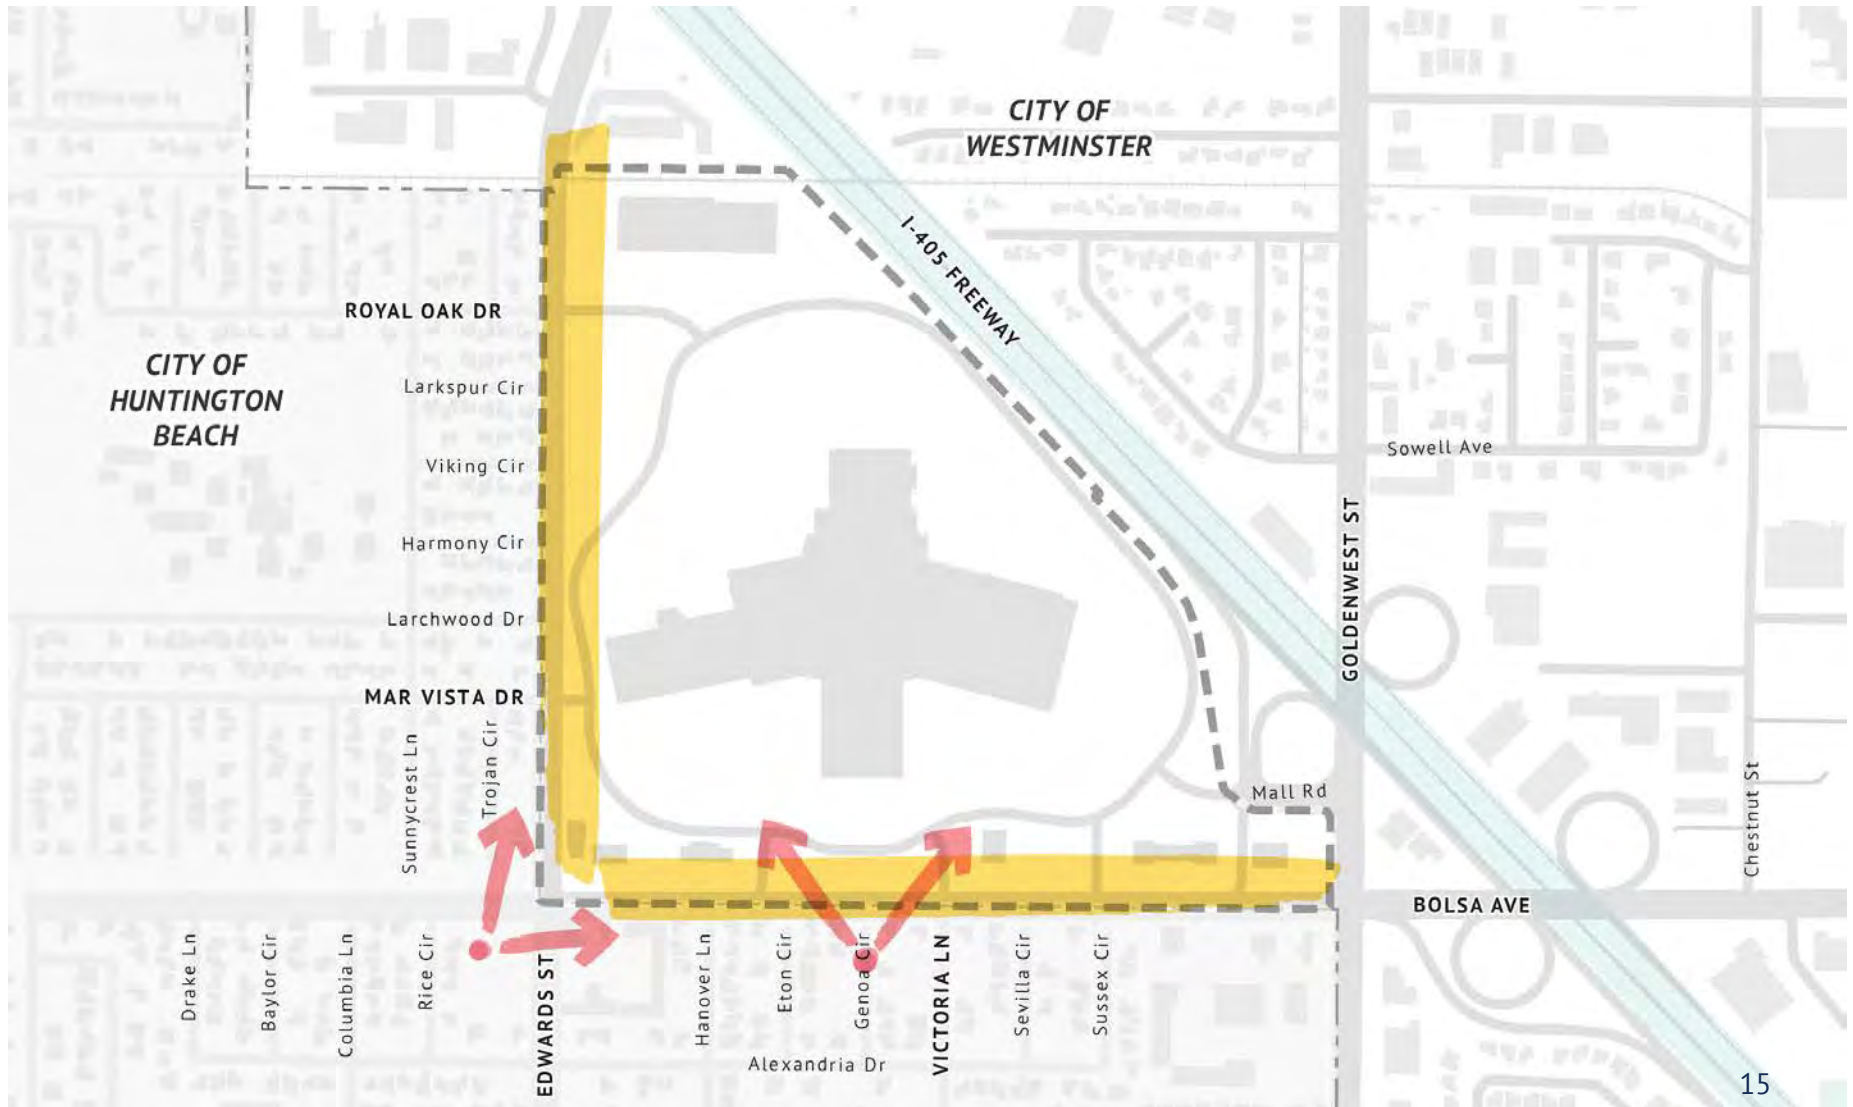 CITY OF
WESTMINSTER
I-405 FREEWAY
ROYAL OAK DR
CITY OF
HUNTINGTON
BEACH
Larkspur Cir
Viking Cir
Harmony Cir
Larchwood Dr
MAR VISTA DR
Sunnycrest Ln
Trojan Cir
Sowell Ave
GOLDENWEST ST
Mall Rd
Chestnut St
BOLSA AVE
Drake Ln
Baylor Cir
Columbia Ln
Rice Cir
EDWARDS ST
Hanover Ln
Eton Cir
Genoa Cir
VICTORIA LN
Sevilla Cir
Sussex Cir
Alexandria Dr
15